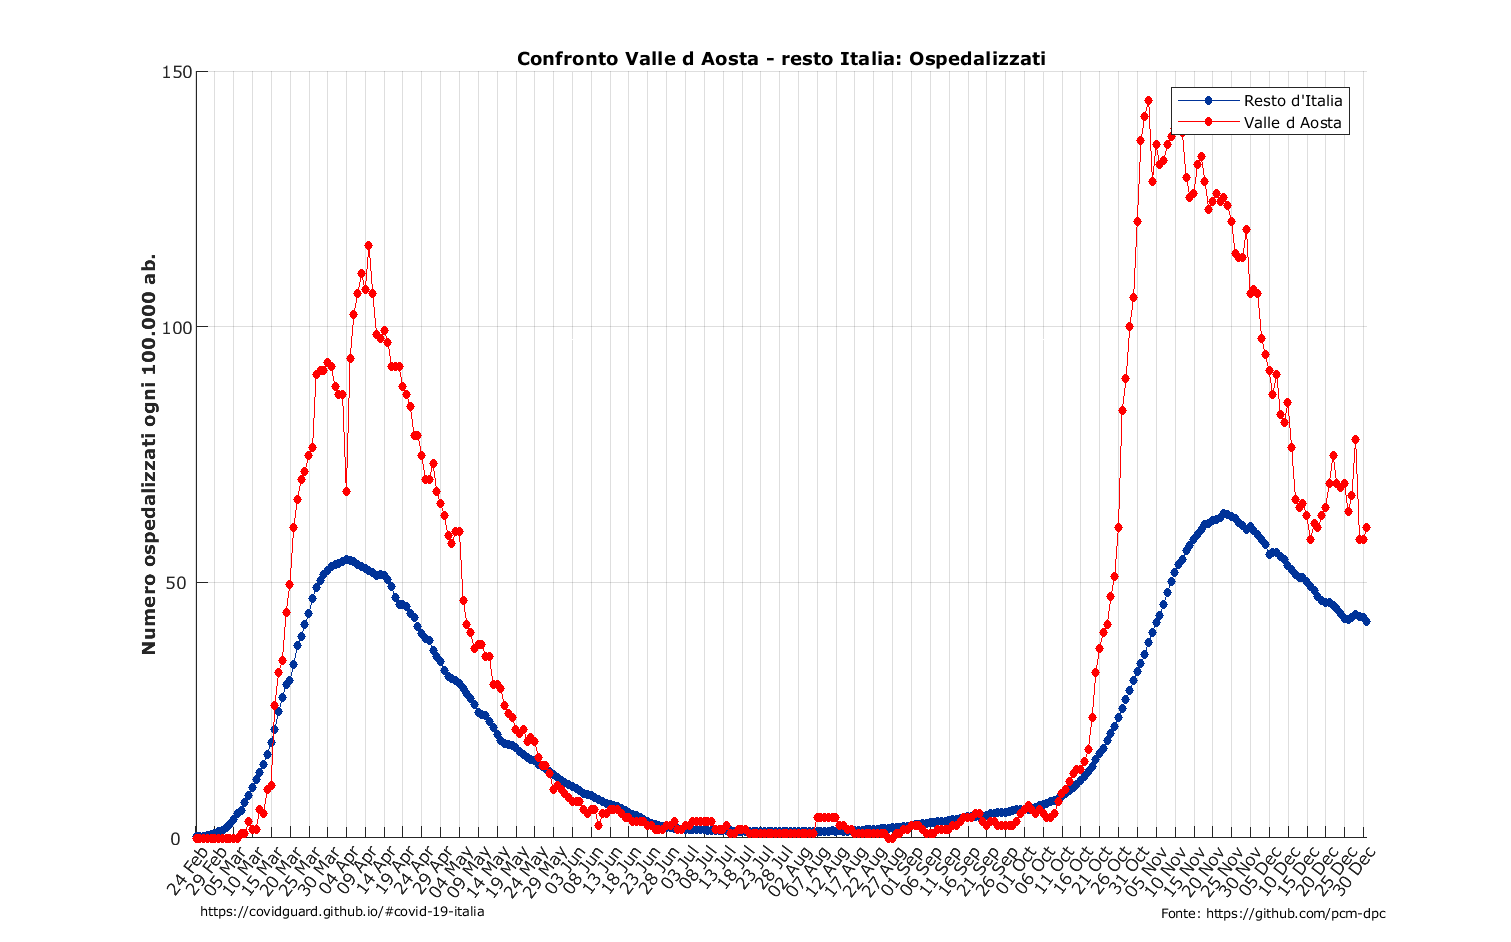 Confronto Valle d Aosta - resto Italia: Ospedalizzati
Numero ospedalizzati ogni 100.000 ab.
150
100
50
0
Resto d'Italia
Valle d Aosta
24 Feb
29 Feb
05 Mar
10 Mar
15 Mar
20 Mar
25 Mar
30 Mar
04 Apr
09 Apr
14 Apr
19 Apr
24 Apr
29 Apr
04 May
09 May
14 May
19 May
24 May
29 May
03 Jun
08 Jun
13 Jun
18 Jun
23 Jun
28 Jun
03 Jul
08 Jul
13 Jul
18 Jul
23 Jul
28 Jul
02 Aug
07 Aug
12 Aug
17 Aug
22 Aug
27 Aug
01 Sep
06 Sep
11 Sep
16 Sep
21 Sep
26 Sep
01 Oct
06 Oct
11 Oct
16 Oct
21 Oct
26 Oct
31 Oct
05 Nov
10 Nov
15 Nov
20 Nov
25 Nov
30 Nov
05 Dec
10 Dec
15 Dec
20 Dec
25 Dec
30 Dec
https://covidguard.github.io/#covid-19-italia
Fonte: https://github.com/pcm-dpc